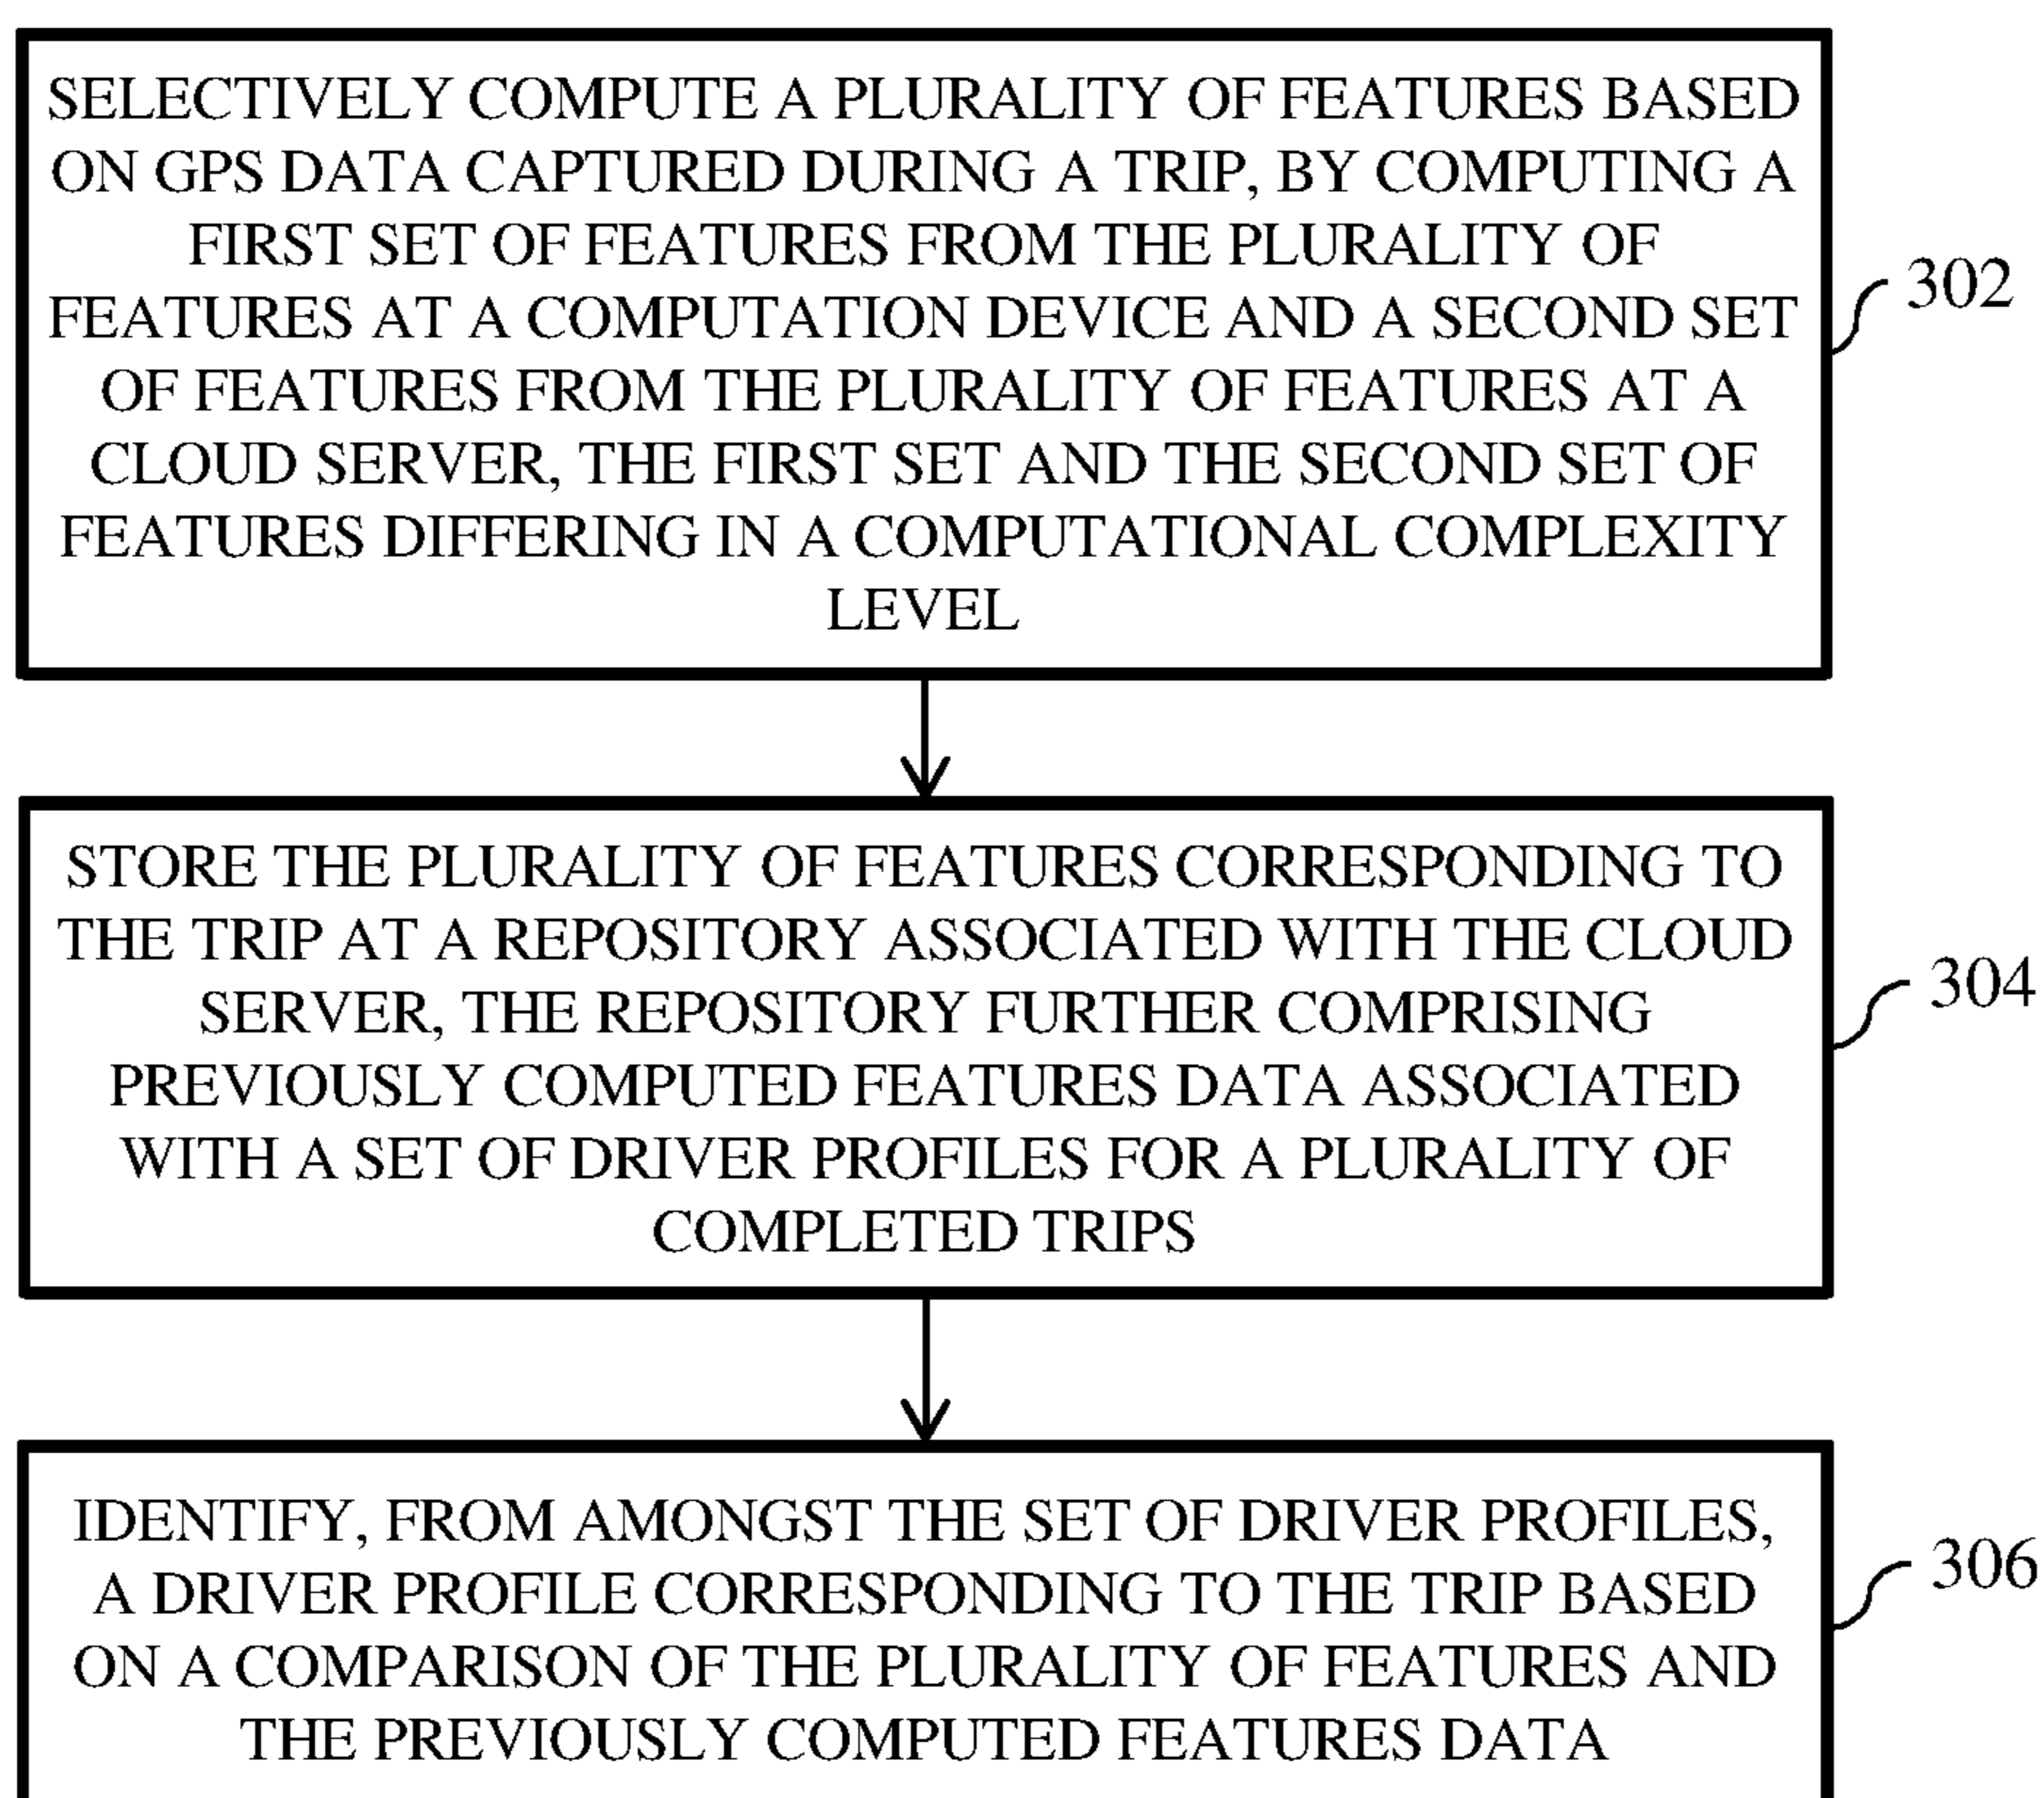 SELECTIVELY COMPUTE A PLURALITY OF FEATURES BASED
ON GPS DATA CAPTURED DURING A TRIP, BY COMPUTING A
FIRST SET OF FEATURES FROM THE PLURALITY OF
FEATURES AT A COMPUTATION DEVICE AND A SECOND SET
OF FEATURES FROM THE PLURALITY OF FEATURES AT A
CLOUD SERVER, THE FIRST SET AND THE SECOND SET OF
FEATURES DIFFERING IN A COMPUTATIONAL COMPLEXITY
LEVEL
302
STORE THE PLURALITY OF FEATURES CORRESPONDING TO
THE TRIP AT A REPOSITORY ASSOCIATED WITH THE CLOUD
SERVER, THE REPOSITORY FURTHER COMPRISING
PREVIOUSLY COMPUTED FEATURES DATA ASSOCIATED
WITH A SET OF DRIVER PROFILES FOR A PLURALITY OF
COMPLETED TRIPS
304
IDENTIFY, FROM AMONGST THE SET OF DRIVER PROFILES,
A DRIVER PROFILE CORRESPONDING TO THE TRIP BASED
ON A COMPARISON OF THE PLURALITY OF FEATURES AND
THE PREVIOUSLY COMPUTED FEATURES DATA
306